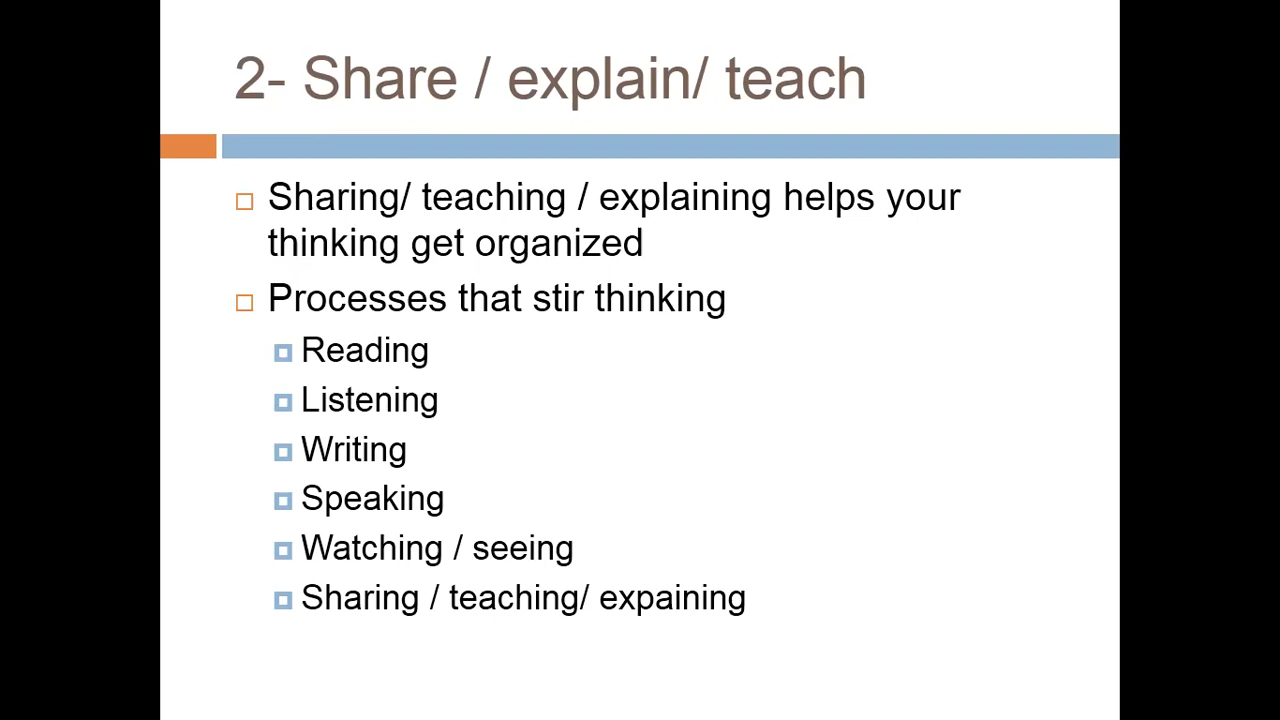 2- Share / explain/ teach
Sharing/ teaching / explaining helps your
thinking get organized
Processes that stir thinking
Reading
Listening
Writing
Speaking
Watching / seeing
Sharing / teaching/ expaining